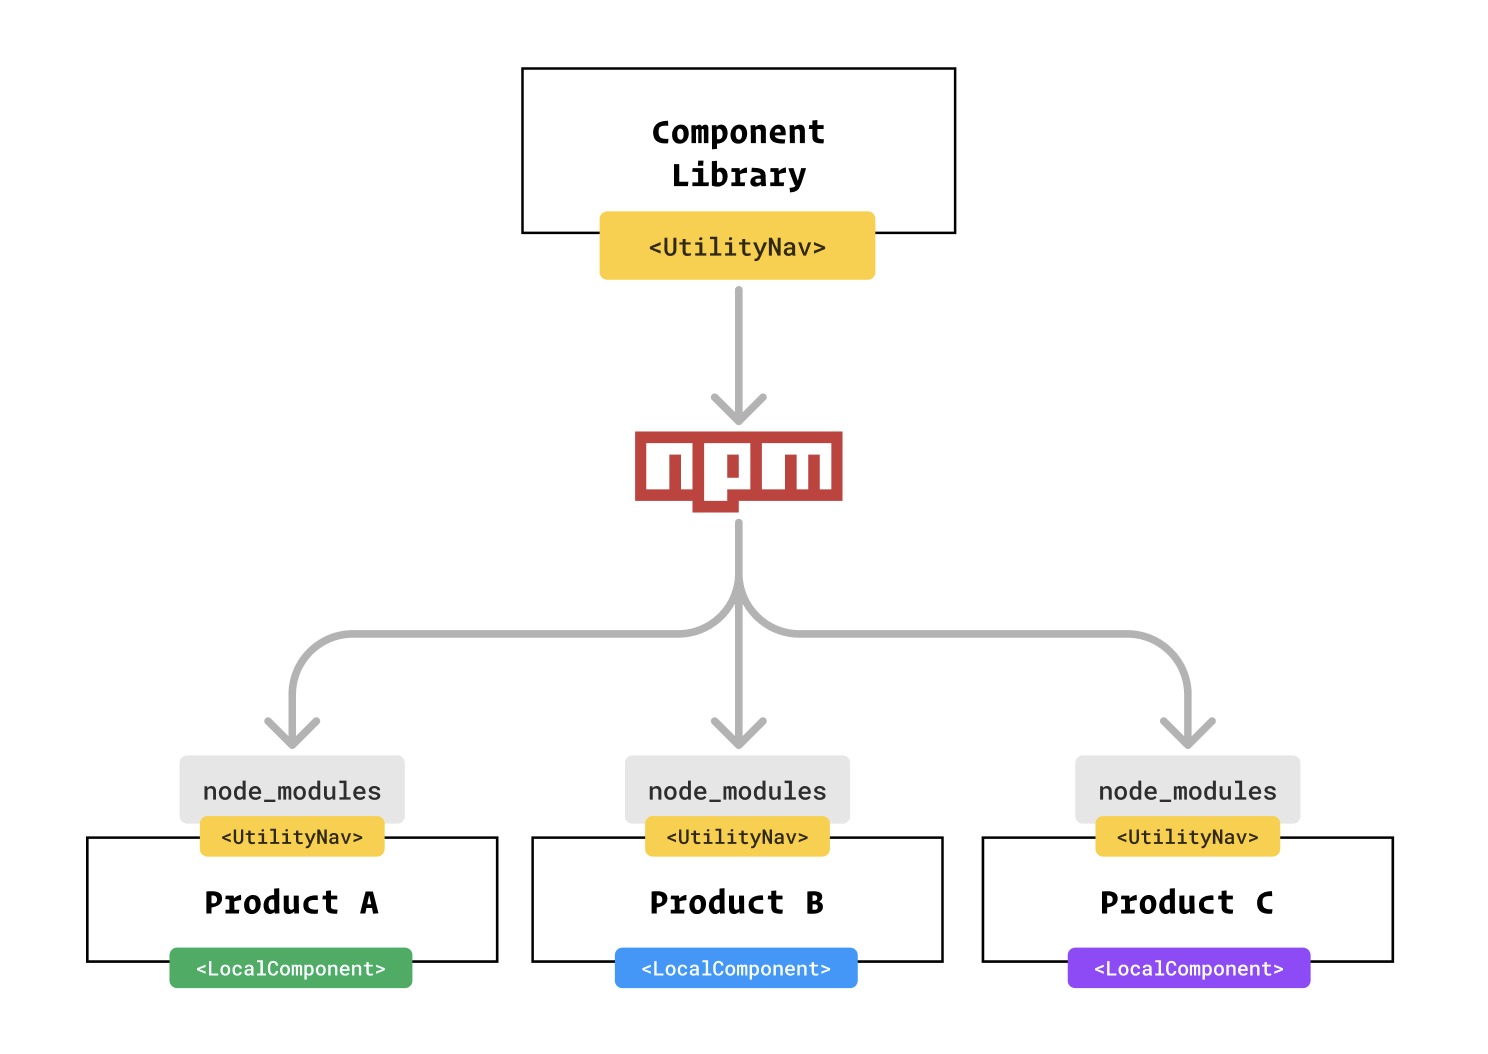 Component
Library
<UtilityNav>
npm
node_modules
<UtilityNav>
Product A
<LocalComponent>
node_modules
<UtilityNav>
Product B
<LocalComponent>
node_modules
<UtilityNav>
Product C
<LocalComponent>